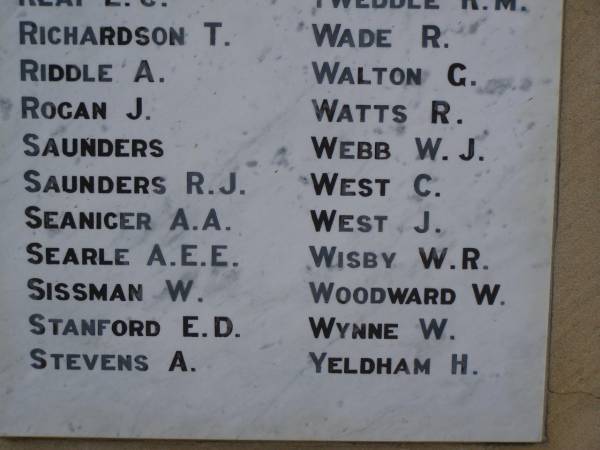 RICHARDSON T.
RIDDLE A.
ROGAN J.
SAUNDERS
SAUNDERS R.J.
SEANICER A.A.
SEARLE A.E.E.
SISSMAN W.
STANFORD E.D.
STEVENS A.
TWEDDLE R.M.
WADE R.
WALTON G.
WATTS R.
WEBB W.J.
WEST C.
WEST J.
WISBY W.R.
WOODWARD W.
WYNNE W.
YELDHAM H.